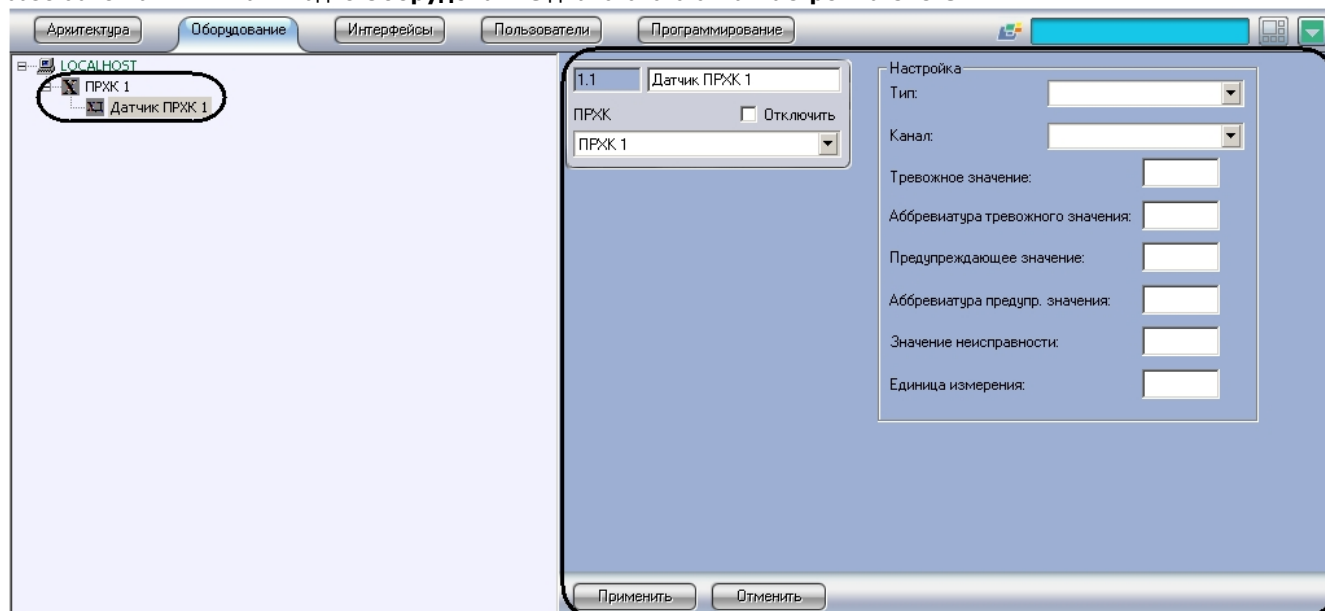 Архитектура
Оборудование
Интерфейсы
Пользователи
Программирование
LOCALHOST
ПРХК 1
Датчик ПРХК 1
1.1
Датчик ПРХК 1
ПРХК
Отключить
ПРХК 1
Настройка
Тип:
Канал:
Тревожное значение:
Аббревиатура тревожного значения:
Предупреждающее значение:
Аббревиатура предупр. значения:
Значение неисправности:
Единица измерения:
Применить
Отменить